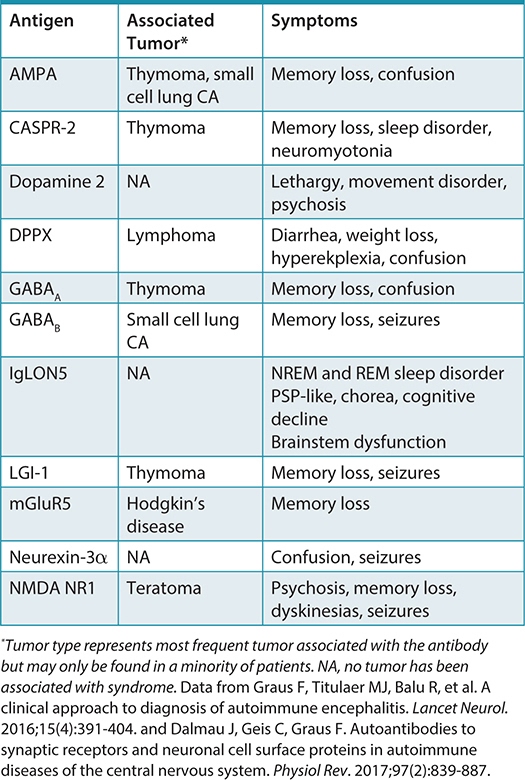 Antigen Associated Tumor* Symptoms
AMPA Thymoma, small cell lung CA Memory loss, confusion
CASPR-2 Thymoma Memory loss, sleep disorder, neuromyotonia
Dopamine 2 NA Lethargy, movement disorder, psychosis
DPPX Lymphoma Diarrhea, weight loss, hyperekplexia, confusion
GABAA Thymoma Memory loss, confusion
GABAB Small cell lung CA Memory loss, seizures
IgLON5 NA NREM and REM sleep disorder
PSP-like, chorea, cognitive decline
Brainstem dysfunction
LGI-1 Thymoma Memory loss, seizures
mGluR5 Hodgkin’s disease Memory loss
Neurexin-3α NA Confusion, seizures
NMDA NR1 Teratoma Psychosis, memory loss, dyskinesias, seizures
*Tumor type represents most frequent tumor associated with the antibody
but may only be found in a minority of patients. NA, no tumor has been
associated with syndrome. Data from Graus F, Titulaer MJ, Balu R, et al. A
clinical approach to diagnosis of autoimmune encephalitis. Lancet Neurol.
2016;15(4):391-404. and Dalmau J, Geis C, Graus F. Autoantibodies to
synaptic receptors and neuronal cell surface proteins in autoimmune
diseases of the central nervous system. Physiol Rev. 2017;97(2):839-887.